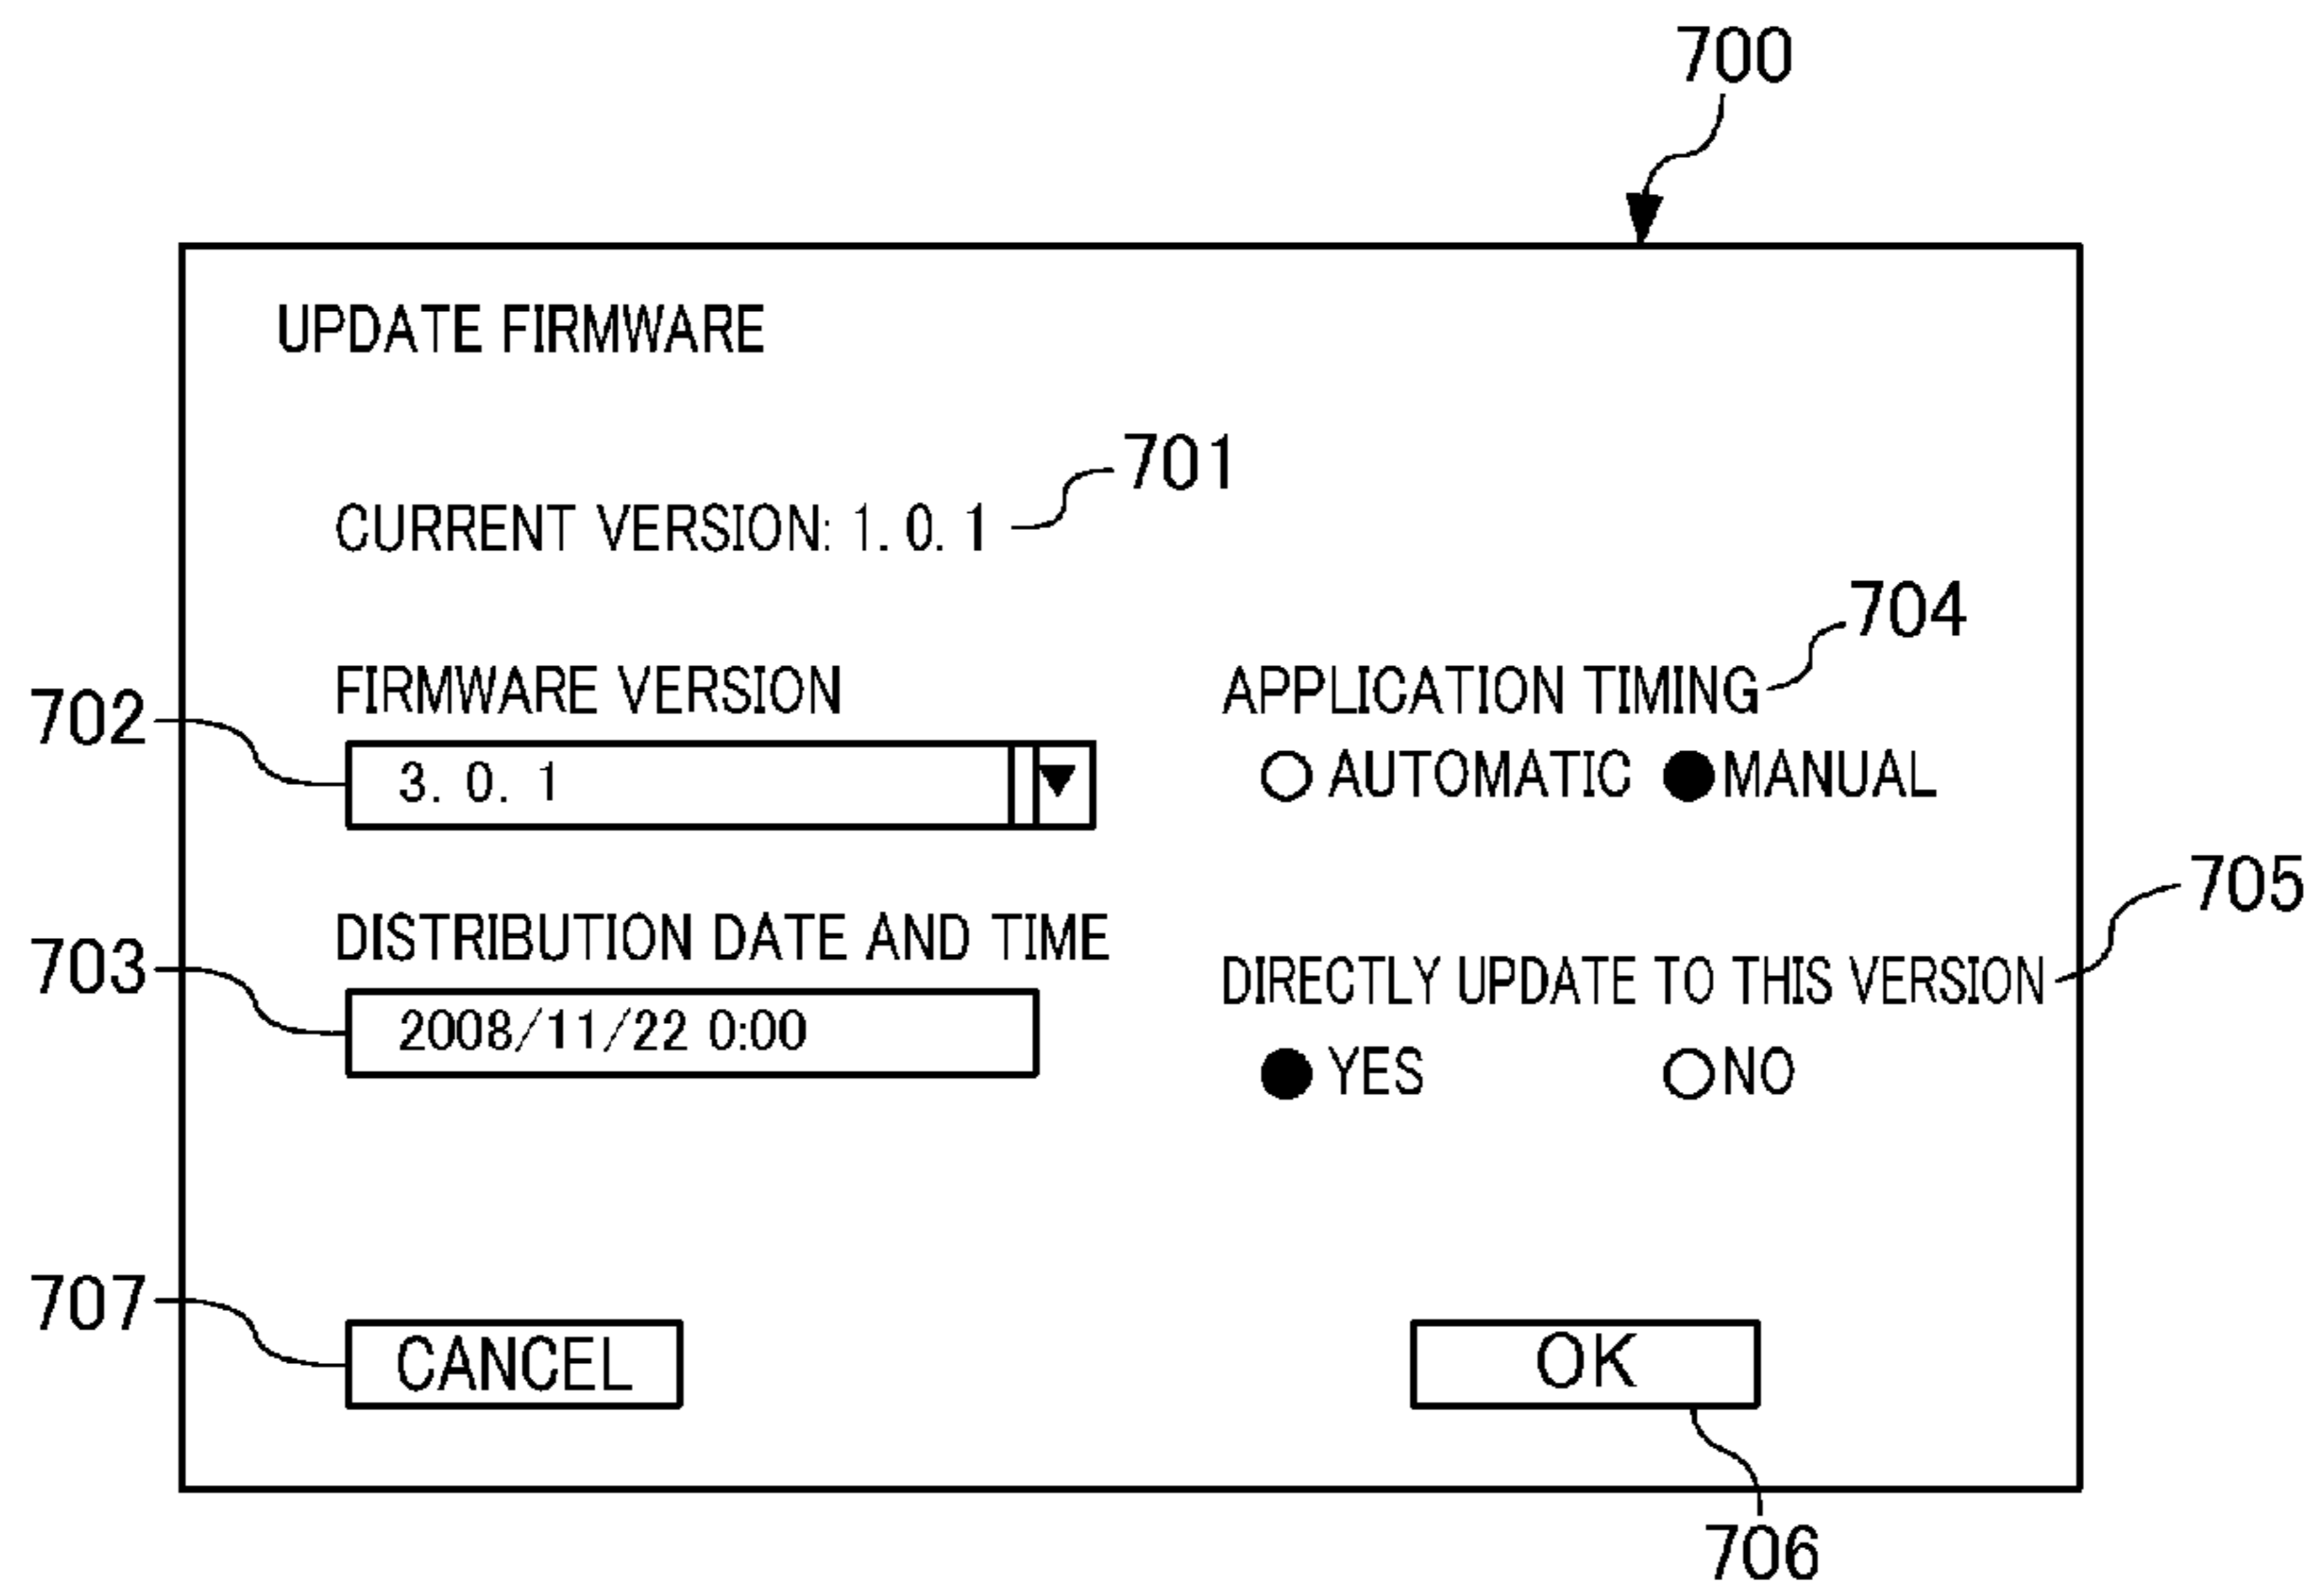 700
UPDATE FIRMWARE
701
CURRENT VERSION: 1. 0. 1
704
702
FIRMWARE VERSION
APPLICATION TIMING
3. 0. 1
AUTOMATIC MANUAL
705
703
DISTRIBUTION DATE AND TIME
DIRECTLY UPDATE TO THIS VERSION
2008/11/22 0:00
YES NO
707
CANCEL
OK
706